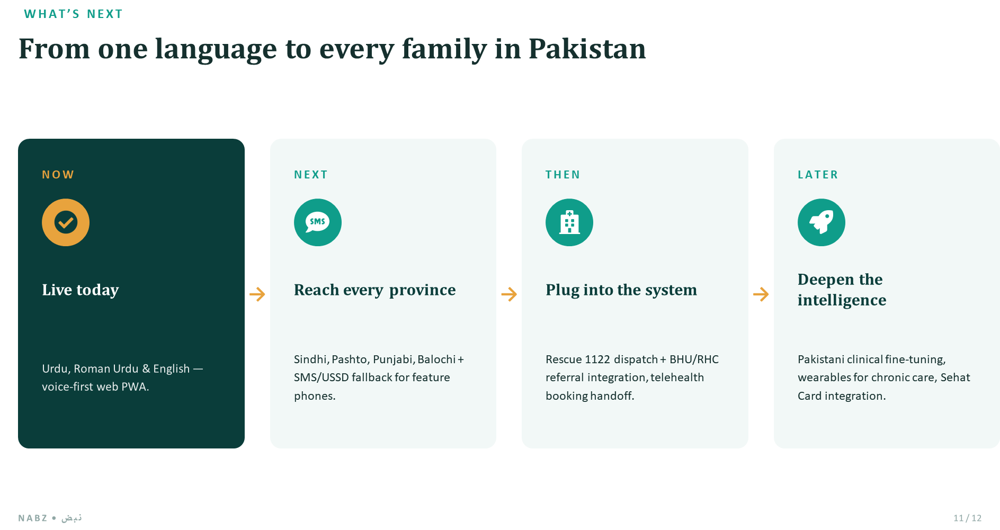 WHAT’S NEXT
From one language to every family in Pakistan
NOW
Live today
Urdu, Roman Urdu & English —
voice-first web PWA.
NEXT
SMS
Reach every province
Sindhi, Pashto, Punjabi, Balochi +
SMS/USSD fallback for feature
phones.
THEN
Plug into the system
Rescue 1122 dispatch + BHU/RHC
referral integration, telehealth
booking handoff.
LATER
Deepen the
intelligence
Pakistani clinical fine-tuning,
wearables for chronic care, Sehat
Card integration.
NABZ • نبض
11 / 12